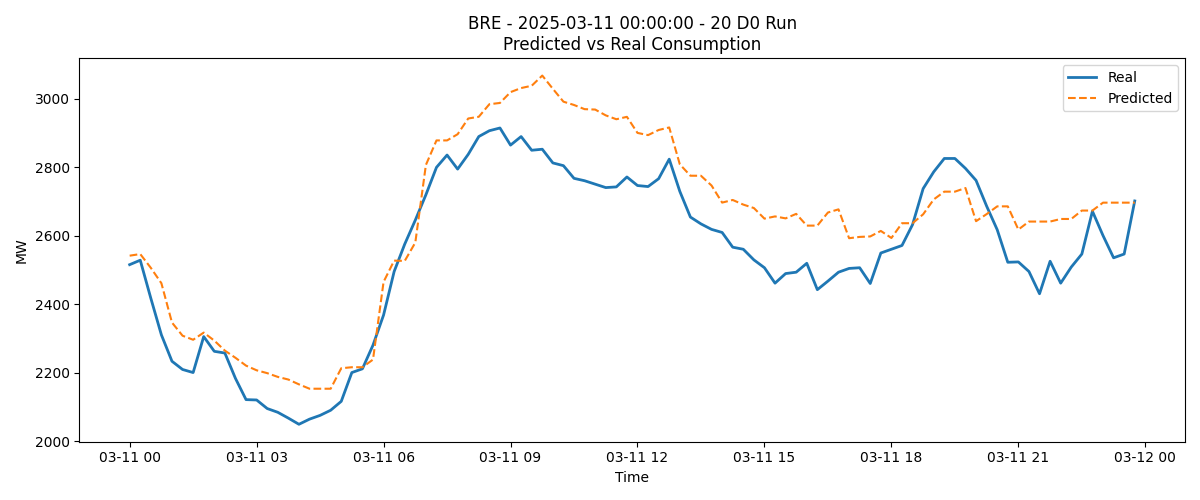 BRE - 2025-03-11 00:00:00 - 20 D0 Run
Predicted vs Real Consumption
Real
Predicted
MW
3000
2800
2600
2400
2200
2000
03-11 00
03-11 03
03-11 06
03-11 09
03-11 12
03-11 15
03-11 18
03-11 21
03-12 00
Time